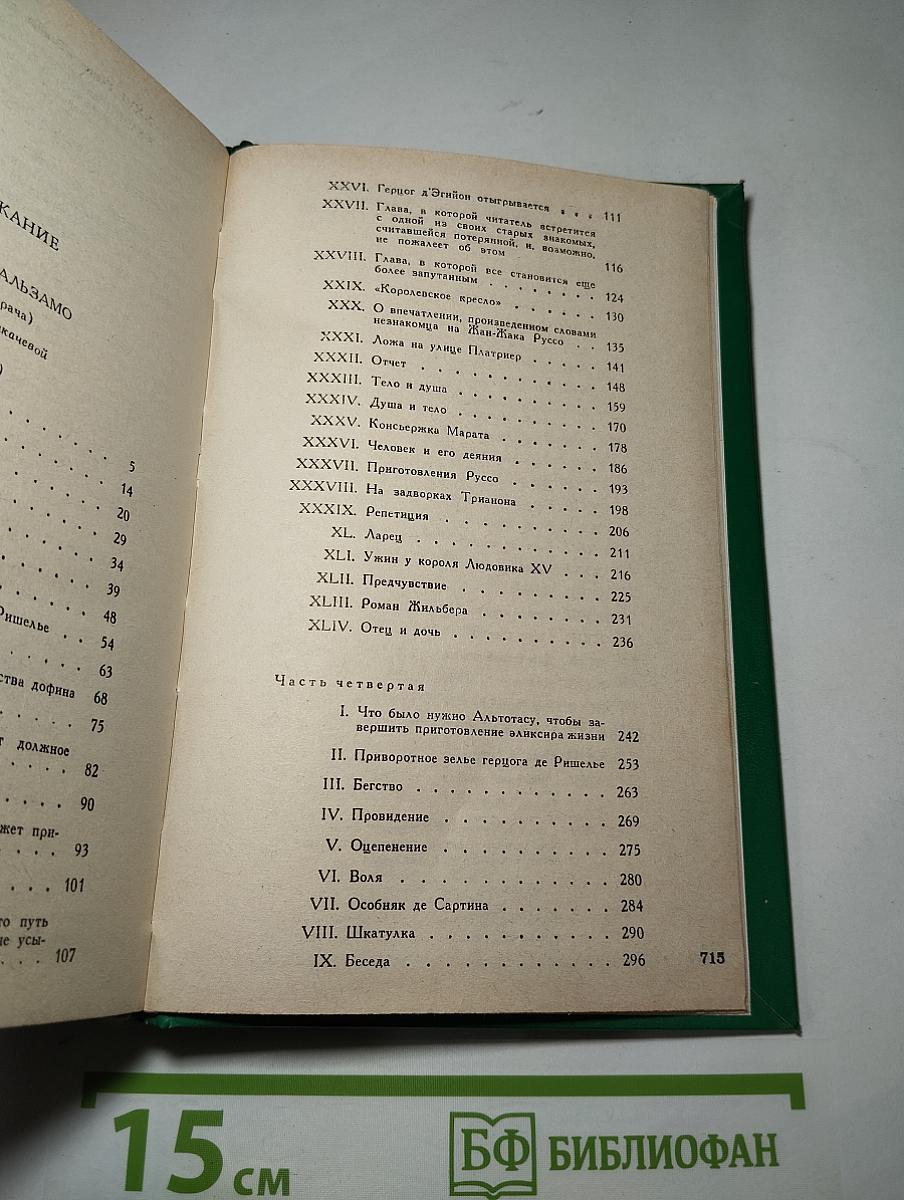 КАНИЕ
АЛЬЗАМО
рача)
качевой
)
. . . . . 5
. . . . . 14
. . . . . 20
. . . . . 29
. . . . . 34
. . . . . 39
. . . . . 48
Ришелье . . 54
. . . . . 63
ства дофина 68
. . . . . 75
т должное
. . . . 82
. . . . 90
жет при-
. . . . 93
. . . . 101
то путь
не усы-
. . . 107
XXVI. Герцог д'Эгийон отыгрывается . . . 111
XXVII. Глава, в которой читатель встретится
с одной из своих старых знакомых,
считавшейся потерянной, и, возможно,
не пожалеет об этом 116
XXVIII. Глава, в которой все становится еще
более запутанным . . . . . . . . 124
XXIX. «Королевское кресло» . . . . . . 130
XXX. О впечатлении, произведенном словами
незнакомца на Жан-Жака Руссо . . 135
XXXI. Ложа на улице Платриер . . . . . 141
XXXII. Отчет . . . . . . . . . . . 148
XXXIII. Тело и душа . . . . . . . . . 159
XXXIV. Душа и тело . . . . . . . . . 170
XXXV. Консьержка Марата . . . . . . . 178
XXXVI. Человек и его деяния . . . . . . 186
XXXVII. Приготовления Руссо . . . . . . 193
XXXVIII. На задворках Трианона . . . . . 198
XXXIX. Репетиция . . . . . . . . . . 206
XL. Ларец . . . . . . . . . . . 211
XLI. Ужин у короля Людовика XV . . . 216
XLII. Предчувствие . . . . . . . . . 225
XLIII. Роман Жильбера . . . . . . . . 231
XLIV. Отец и дочь . . . . . . . . . 236
Часть четвертая
I. Что было нужно Альтотасу, чтобы за-
вершить приготовление эликсира жизни 242
II. Приворотное зелье герцога де Ришелье 253
III. Бегство . . . . . . . . . . . 263
IV. Провидение . . . . . . . . . . 269
V. Оцепенение . . . . . . . . . . 275
VI. Воля . . . . . . . . . . . . 280
VII. Особняк де Сартина . . . . . . . 284
VIII. Шкатулка . . . . . . . . . . 290
IX. Беседа . . . . . . . . . . . 296
715
15 см
БФ БИБЛИОФАН